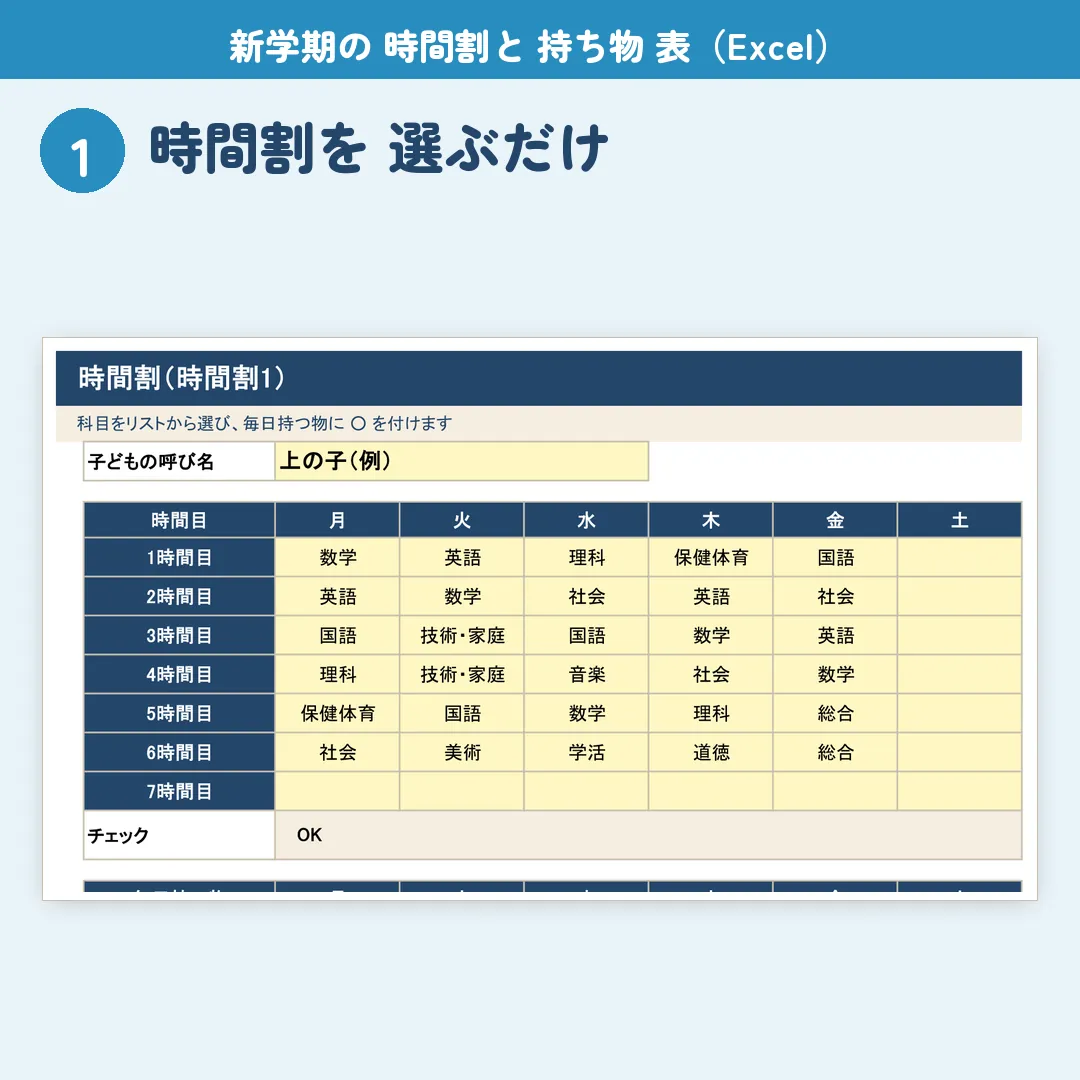 新学期の 時間割と 持ち物 表（Excel）
1 時間割を 選ぶだけ
時間割（時間割1）
科目をリストから選び、毎日持つ物に ○ を付けます
子どもの呼び名 上の子（例）
時間目 月 火 水 木 金 土
1時間目 数学 英語 理科 保健体育 国語
2時間目 英語 数学 社会 英語 社会
3時間目 国語 技術・家庭 国語 数学 英語
4時間目 理科 技術・家庭 音楽 社会 数学
5時間目 保健体育 国語 数学 理科 総合
6時間目 社会 美術 学活 道徳 総合
7時間目
チェック OK